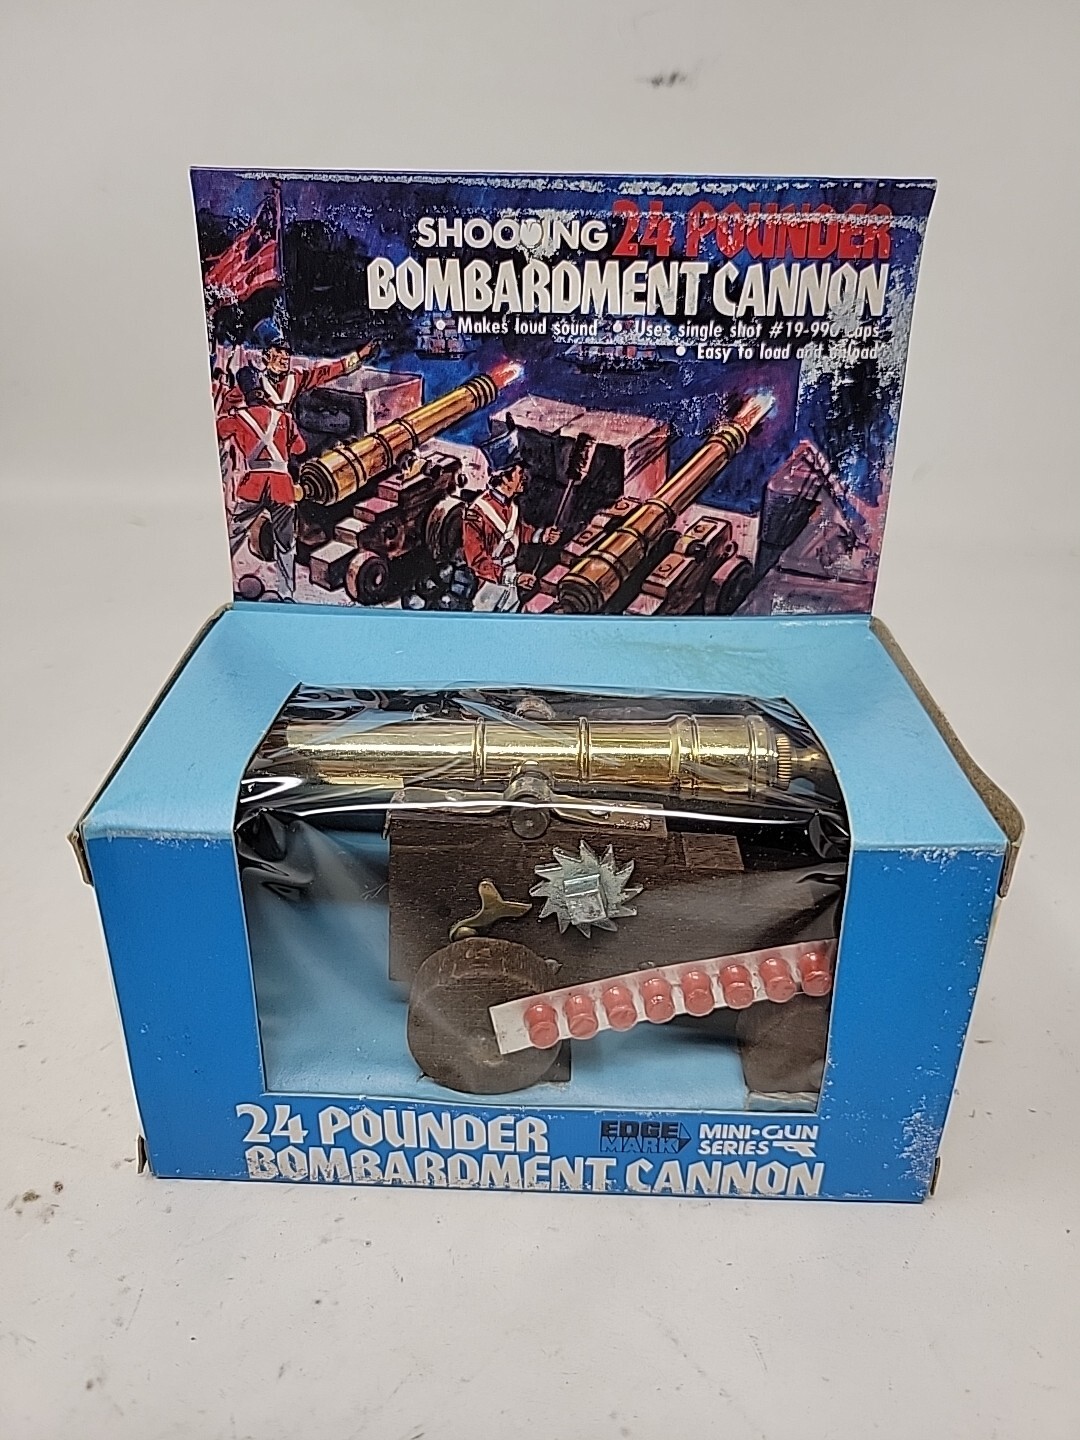 SHOOTING 24 POUNDER
BOMBARDMENT CANNON
• Makes loud sound • Uses single shot #19-990 caps
• Easy to load and unload
24 POUNDER
EDGE
MARK
MINI-GUN
SERIES
BOMBARDMENT CANNON